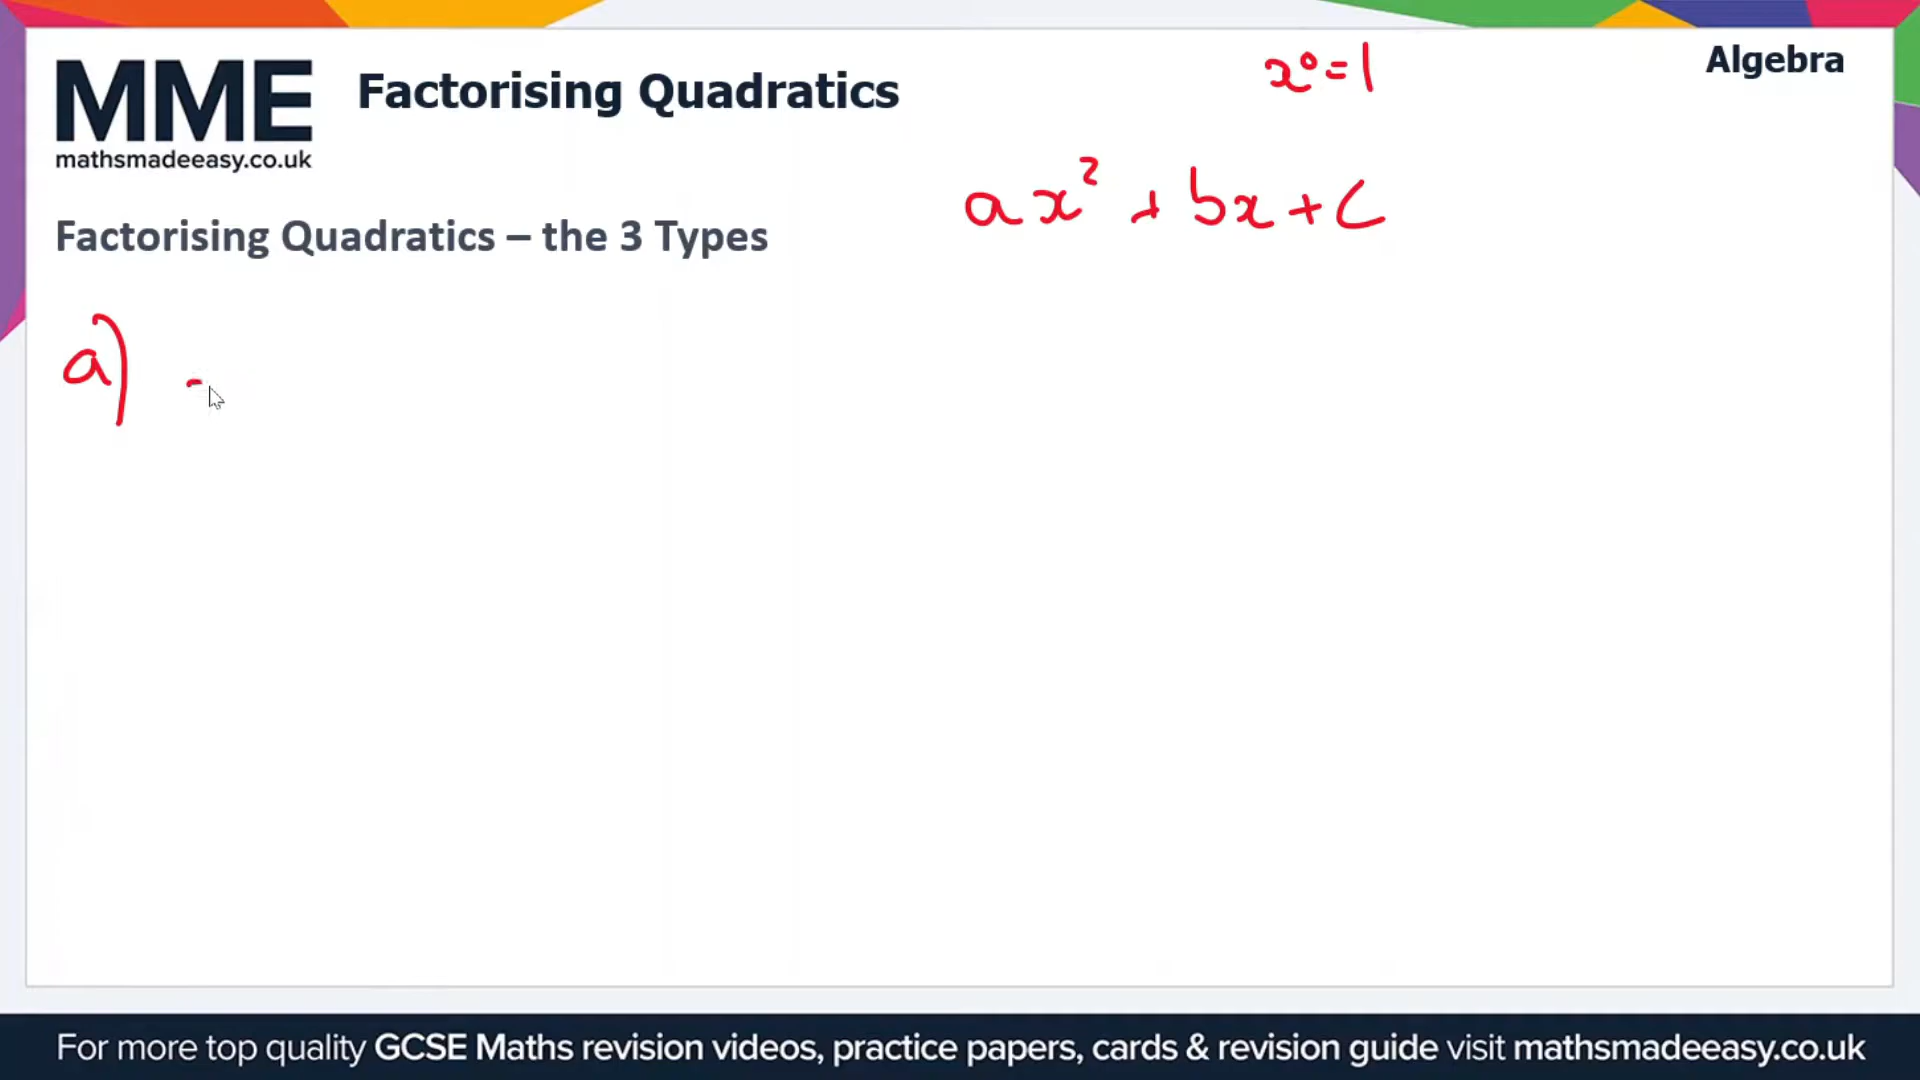 x⁰=1
Algebra
MME
Factorising Quadratics
mathsmadeeasy.co.uk
ax² + bx + c
Factorising Quadratics – the 3 Types
a)
For more top quality GCSE Maths revision videos, practice papers, cards & revision guide visit mathsmadeeasy.co.uk